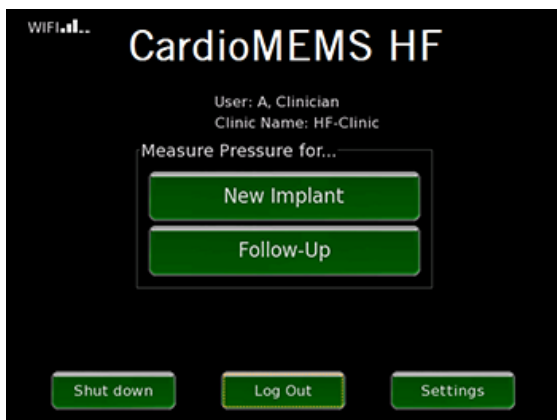 WIFI
CardioMEMS HF
User: A, Clinician
Clinic Name: HF-Clinic
Measure Pressure for...
New Implant
Follow-Up
Shut down
Log Out
Settings